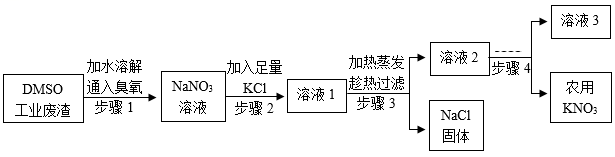 DMSO
工业废渣
加水溶解
通入臭氧
步骤 1
NaNO₃
溶液
加入足量
KCl
步骤 2
溶液 1
加热蒸发
趁热过滤
步骤 3
溶液 2
NaCl
固体
步骤 4
溶液 3
农用
KNO₃